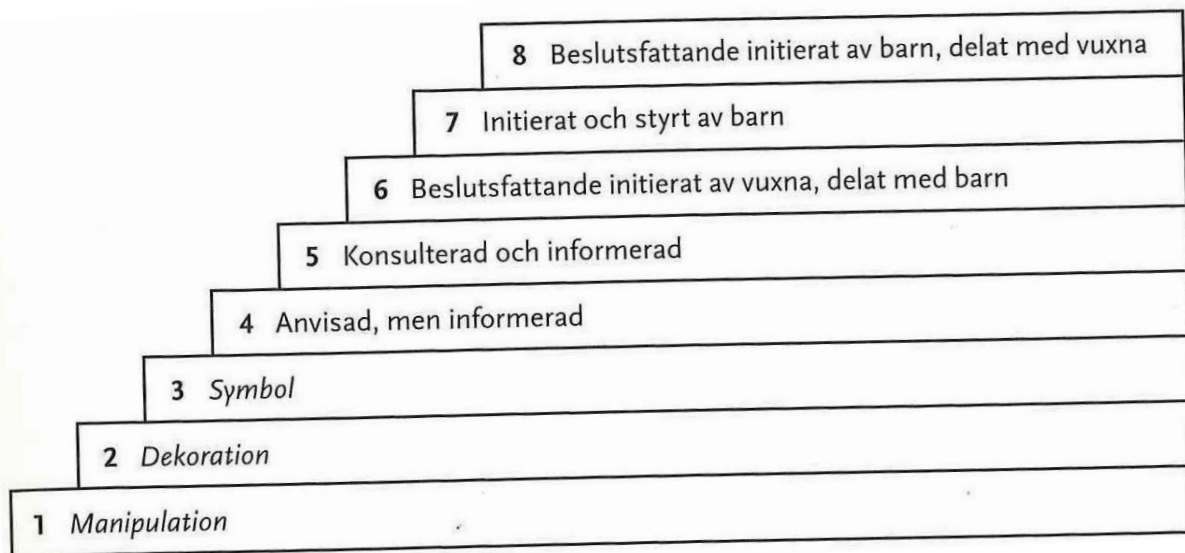 8 Beslutsfattande initierat av barn, delat med vuxna
7 Initierat och styrt av barn
6 Beslutsfattande initierat av vuxna, delat med barn
5 Konsulterad och informerad
4 Anvisad, men informerad
3 Symbol
2 Dekoration
1 Manipulation